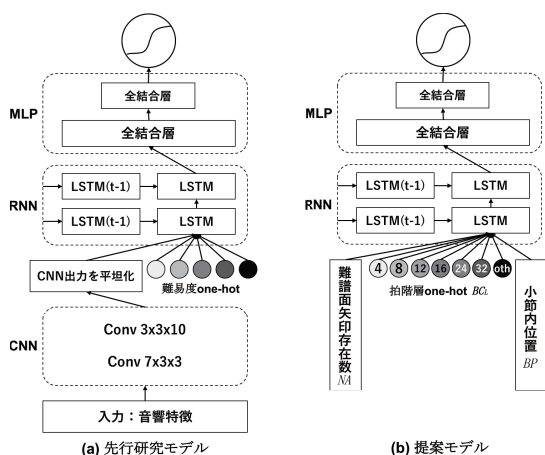 全結合層
MLP
全結合層
LSTM(t-1) LSTM
RNN
LSTM(t-1) LSTM
CNN出力を平坦化
難易度one-hot
Conv 3x3x10
CNN
Conv 7x3x3
入力：音響特徴
(a) 先行研究モデル
全結合層
MLP
全結合層
LSTM(t-1) LSTM
RNN
LSTM(t-1) LSTM
難譜面矢印存在数 NA
4 8 12 16 24 32 oth
拍階層one-hot BCL
小節内位置 BP
(b) 提案モデル